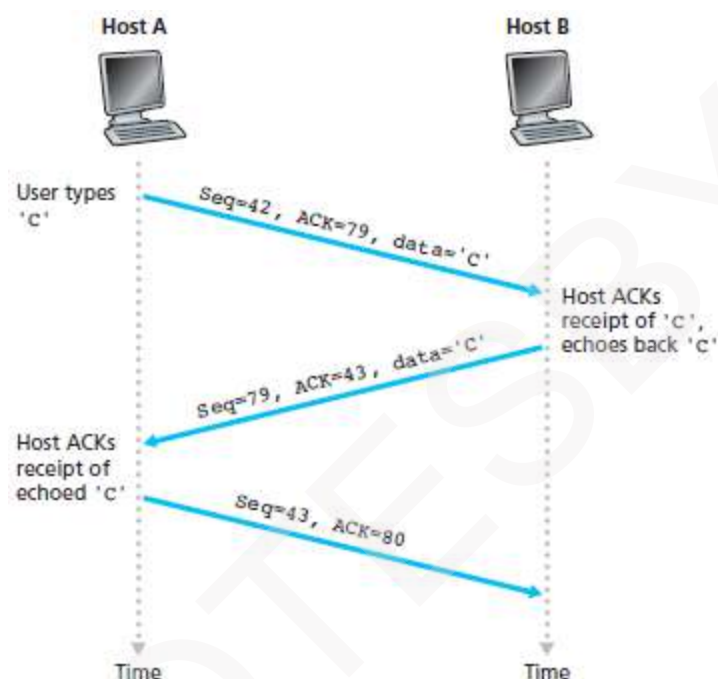 Host A
Host B
User types
'C'
Seq=42, ACK=79, data='C'
Host ACKs
receipt of 'C',
echoes back 'C'
Seq=79, ACK=43, data='C'
Host ACKs
receipt of
echoed 'C'
Seq=43, ACK=80
Time
Time